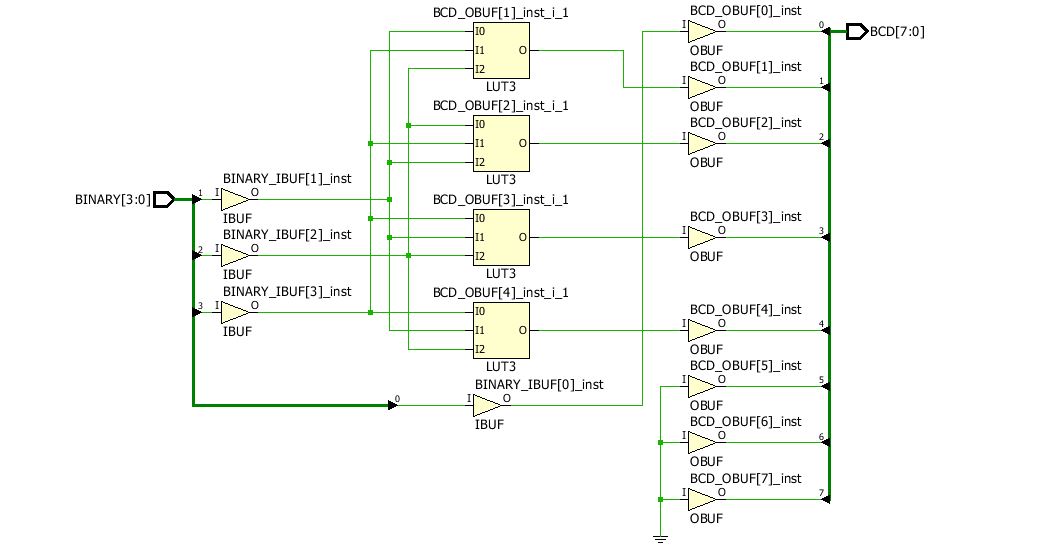 BCD_OBUF[1]_inst_i_1
I0
I1
I2
O
LUT3
BCD_OBUF[2]_inst_i_1
I0
I1
I2
O
LUT3
BCD_OBUF[3]_inst_i_1
I0
I1
I2
O
LUT3
BCD_OBUF[4]_inst_i_1
I0
I1
I2
O
LUT3
BINARY[3:0]
1
BINARY_IBUF[1]_inst
I
O
IBUF
2
BINARY_IBUF[2]_inst
I
O
IBUF
3
BINARY_IBUF[3]_inst
I
O
IBUF
0
BINARY_IBUF[0]_inst
I
O
IBUF
BCD_OBUF[0]_inst
I
O
OBUF
0
BCD_OBUF[1]_inst
I
O
OBUF
1
BCD_OBUF[2]_inst
I
O
OBUF
2
BCD_OBUF[3]_inst
I
O
OBUF
3
BCD_OBUF[4]_inst
I
O
OBUF
4
BCD_OBUF[5]_inst
I
O
OBUF
5
BCD_OBUF[6]_inst
I
O
OBUF
6
BCD_OBUF[7]_inst
I
O
OBUF
7
BCD[7:0]